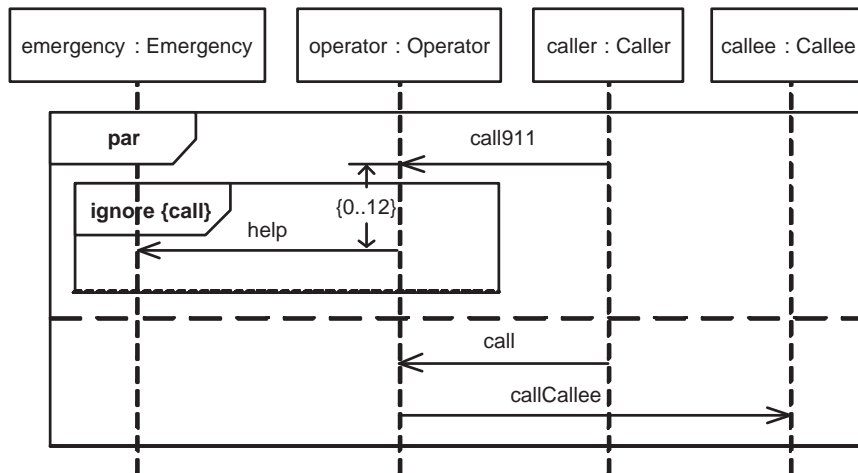 emergency : Emergency
operator : Operator
caller : Caller
callee : Callee
par
call911
ignore {call}
{0..12}
help
call
callCallee